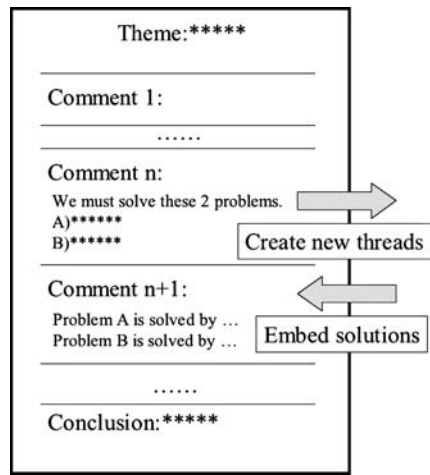 Theme:*****
Comment 1:
......
Comment n:
We must solve these 2 problems.
A)******
B)******
Create new threads
Comment n+1:
Problem A is solved by ...
Problem B is solved by ...
Embed solutions
......
Conclusion:*****